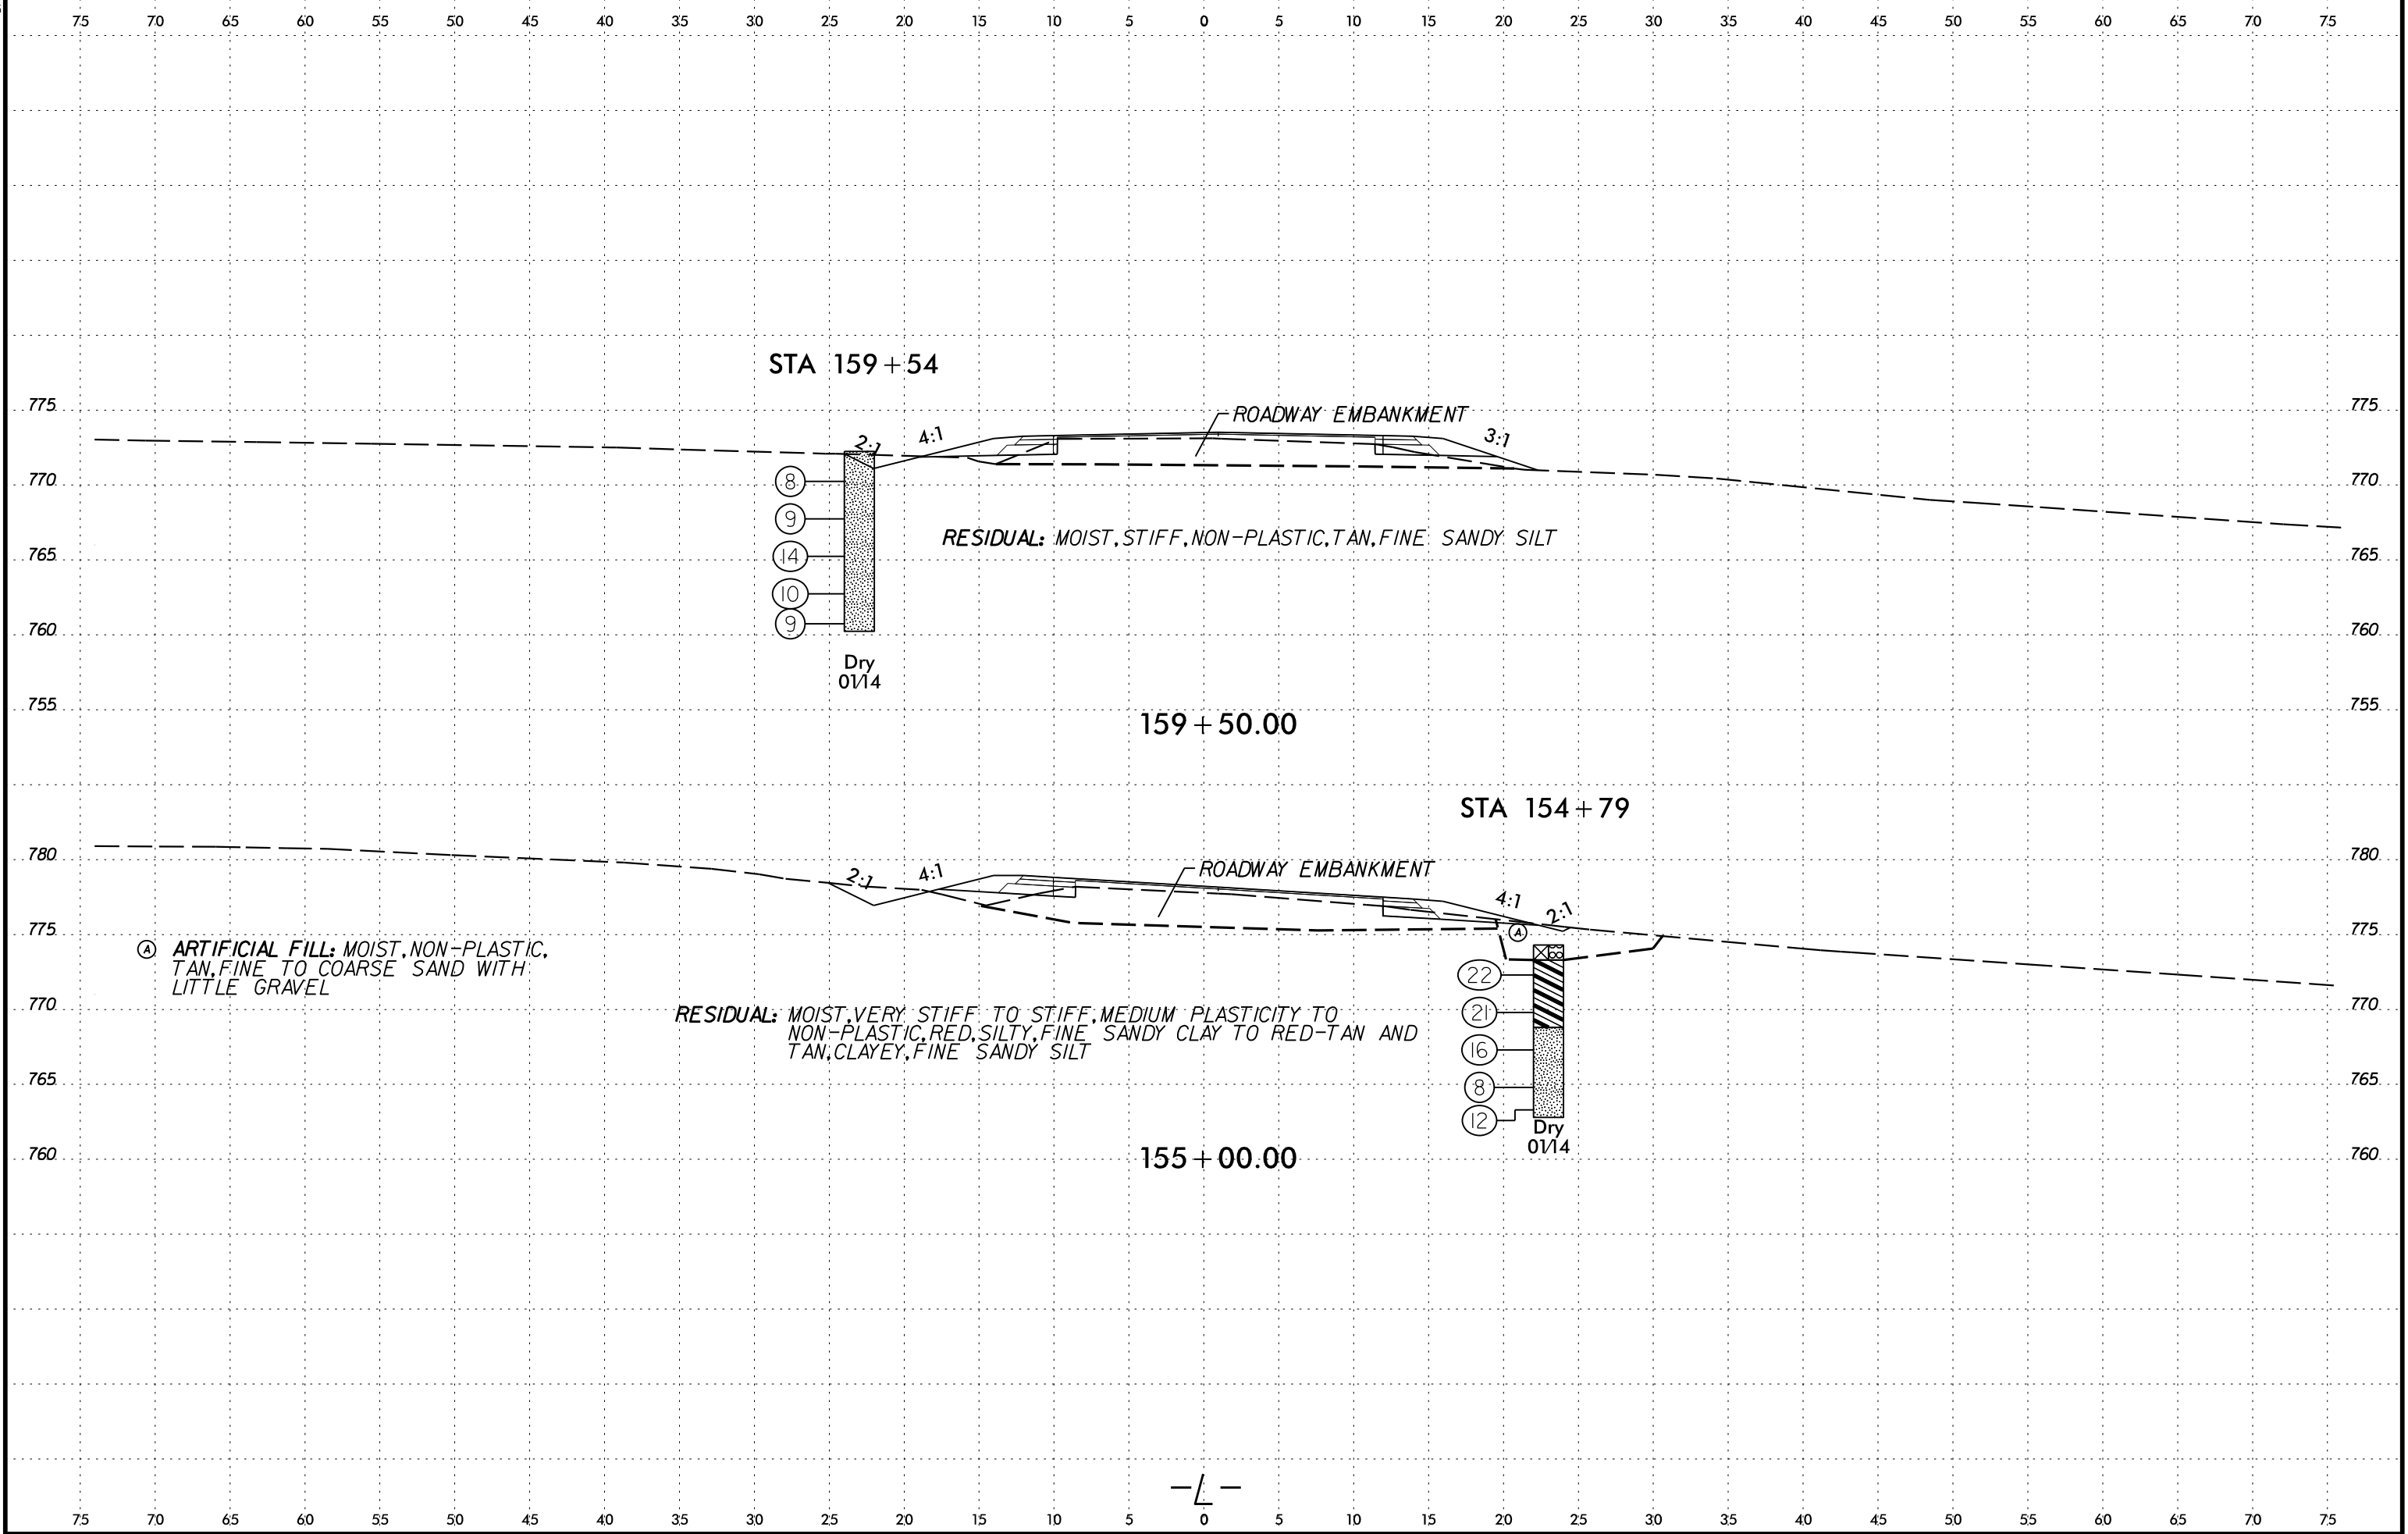 75 70 65 60 55 50 45 40 35 30 25 20 15 10 5 0 5 10 15 20 25 30 35 40 45 50 55 60 65 70 75
STA 159+54
775 775
ROADWAY EMBANKMENT
2:1 4:1 3:1
770 770
8
9
RESIDUAL: MOIST, STIFF, NON-PLASTIC, TAN, FINE SANDY SILT
765 765
14
10
9
760 760
Dry
01/14
755 755
159+50.00
STA 154+79
780 780
ROADWAY EMBANKMENT
2:1 4:1 4:1 2:1
775 775
A
A ARTIFICIAL FILL: MOIST, NON-PLASTIC,
TAN, FINE TO COARSE SAND WITH
LITTLE GRAVEL
22
770 770
21
RESIDUAL: MOIST, VERY STIFF TO STIFF, MEDIUM PLASTICITY TO
NON-PLASTIC, RED, SILTY, FINE SANDY CLAY TO RED-TAN AND
TAN, CLAYEY, FINE SANDY SILT
16
765 765
8
12
Dry
01/14
760 760
155+00.00
-L-
75 70 65 60 55 50 45 40 35 30 25 20 15 10 5 0 5 10 15 20 25 30 35 40 45 50 55 60 65 70 75